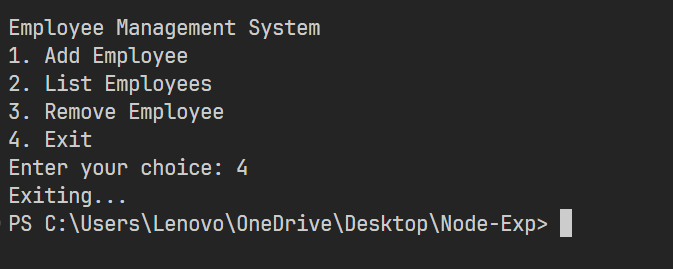 Employee Management System
1. Add Employee
2. List Employees
3. Remove Employee
4. Exit
Enter your choice: 4
Exiting...
PS C:\Users\Lenovo\OneDrive\Desktop\Node-Exp>